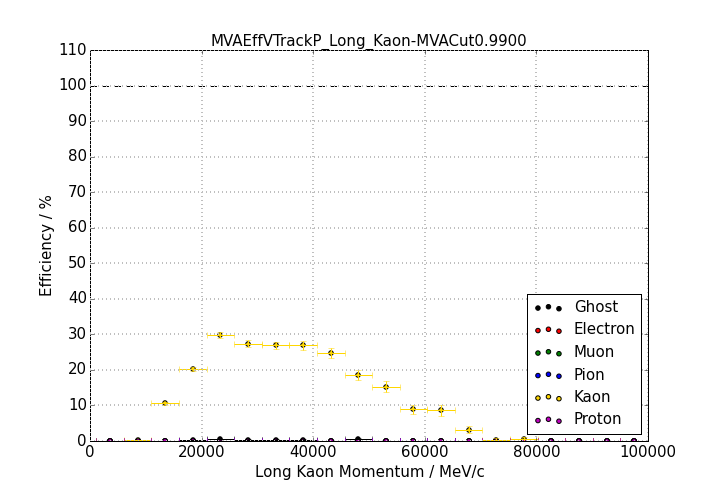 MVAEffVTrackP_Long_Kaon-MVACut0.9900
110
100
90
80
70
60
50
40
30
20
10
0
Efficiency / %
Ghost
Electron
Muon
Pion
Kaon
Proton
0 20000 40000 60000 80000 100000
Long Kaon Momentum / MeV/c